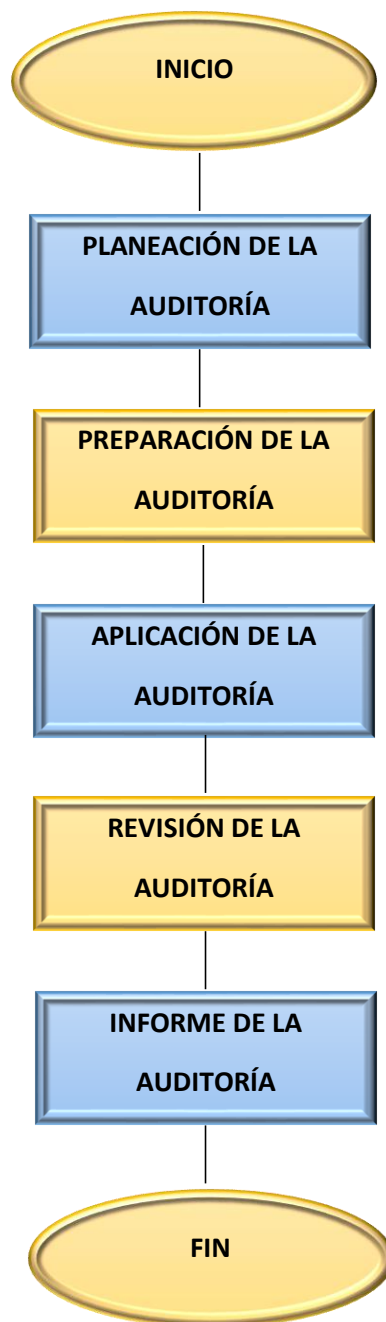 INICIO
PLANEACIÓN DE LA
AUDITORÍA
PREPARACIÓN DE LA
AUDITORÍA
APLICACIÓN DE LA
AUDITORÍA
REVISIÓN DE LA
AUDITORÍA
INFORME DE LA
AUDITORÍA
FIN